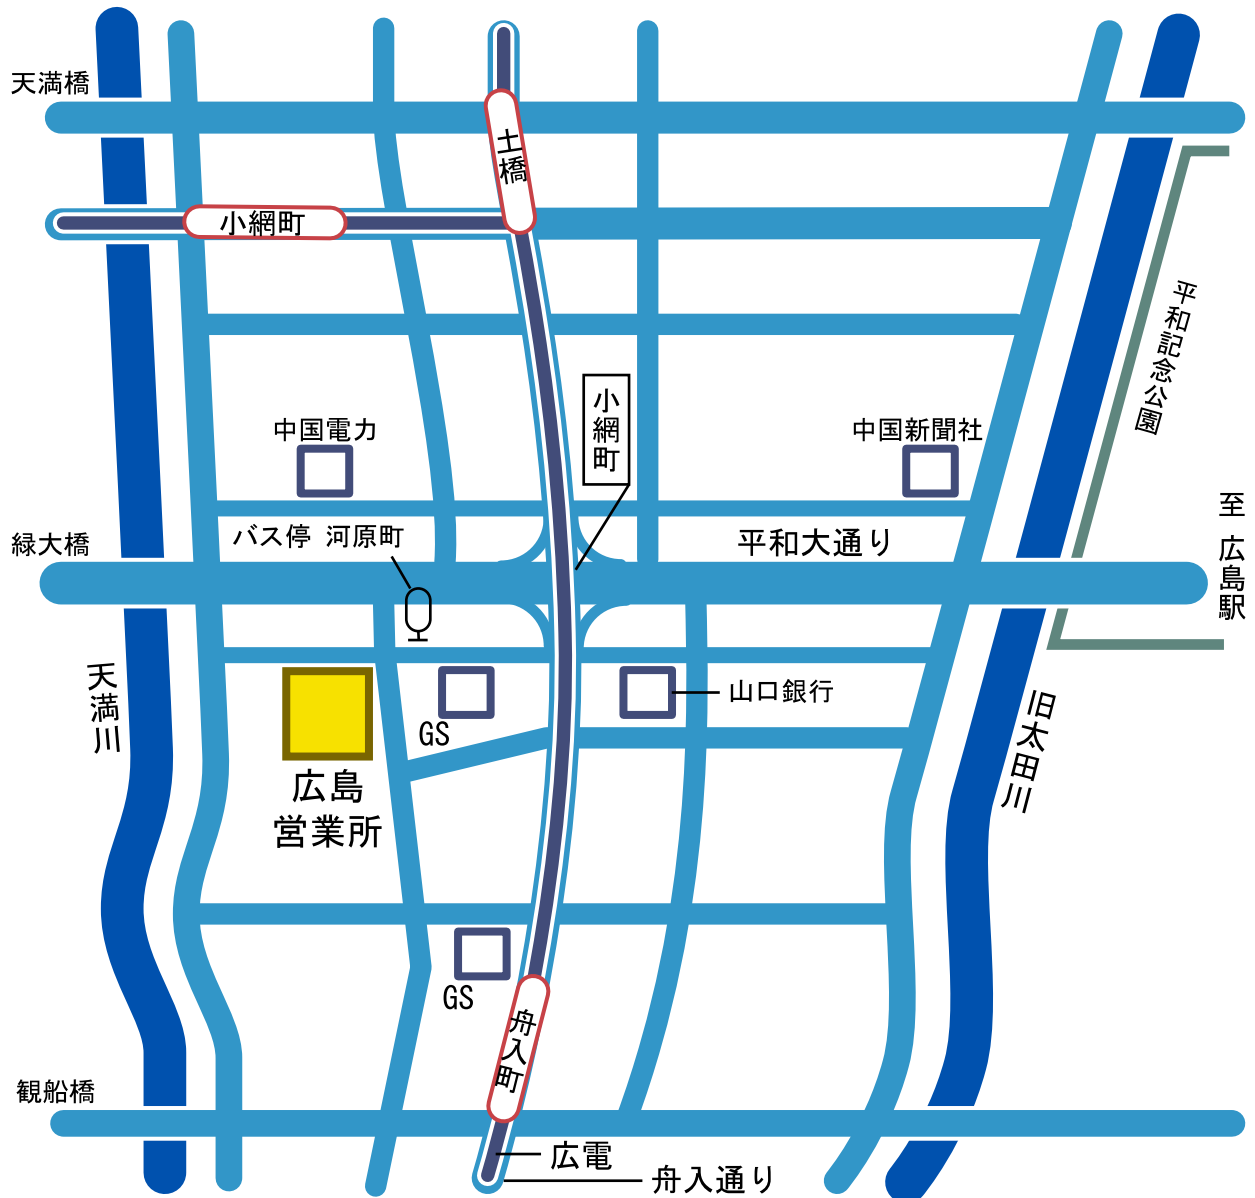 天満橋
土橋
小網町
平和記念公園
小網町
中国電力
中国新聞社
バス停 河原町
平和大通り
至 広島駅
緑大橋
天満川
山口銀行
旧太田川
GS
広島
営業所
GS
舟入町
観船橋
広電
舟入通り